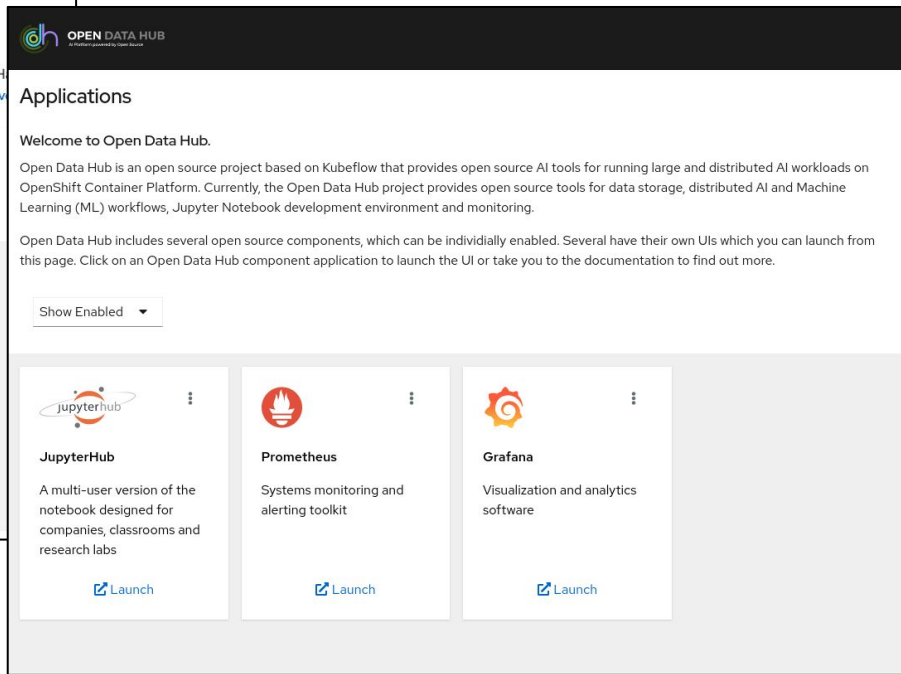 OPEN DATA HUB
AI Platform powered by Open Source
Applications
Welcome to Open Data Hub.
Open Data Hub is an open source project based on Kubeflow that provides open source AI tools for running large and distributed AI workloads on
OpenShift Container Platform. Currently, the Open Data Hub project provides open source tools for data storage, distributed AI and Machine
Learning (ML) workflows, Jupyter Notebook development environment and monitoring.
Open Data Hub includes several open source components, which can be individially enabled. Several have their own UIs which you can launch from
this page. Click on an Open Data Hub component application to launch the UI or take you to the documentation to find out more.
Show Enabled
jupyterhub
JupyterHub
A multi-user version of the
notebook designed for
companies, classrooms and
research labs
Launch
Prometheus
Systems monitoring and
alerting toolkit
Launch
Grafana
Visualization and analytics
software
Launch